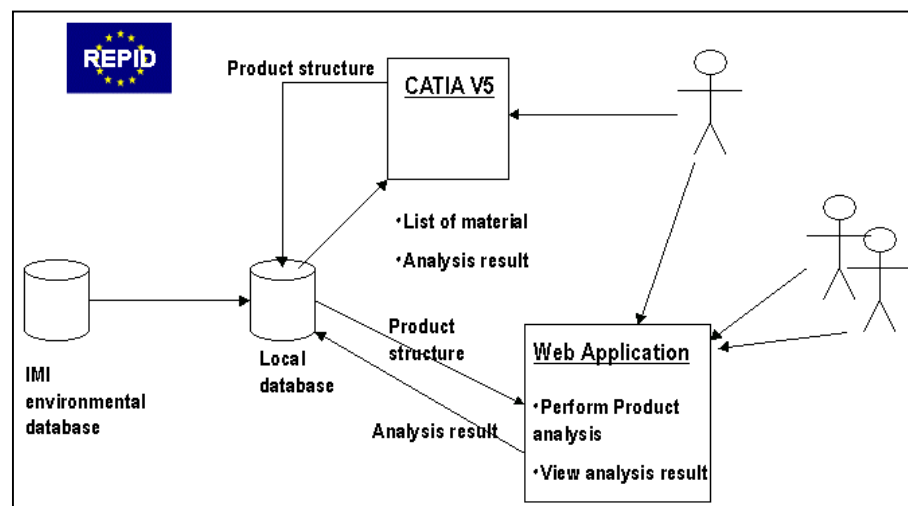 REPID
Product structure
CATIA V5
·List of material
·Analysis result
IMI
environmental
database
Local
database
Product
structure
Analysis result
Web Application
·Perform Product
analysis
·View analysis result